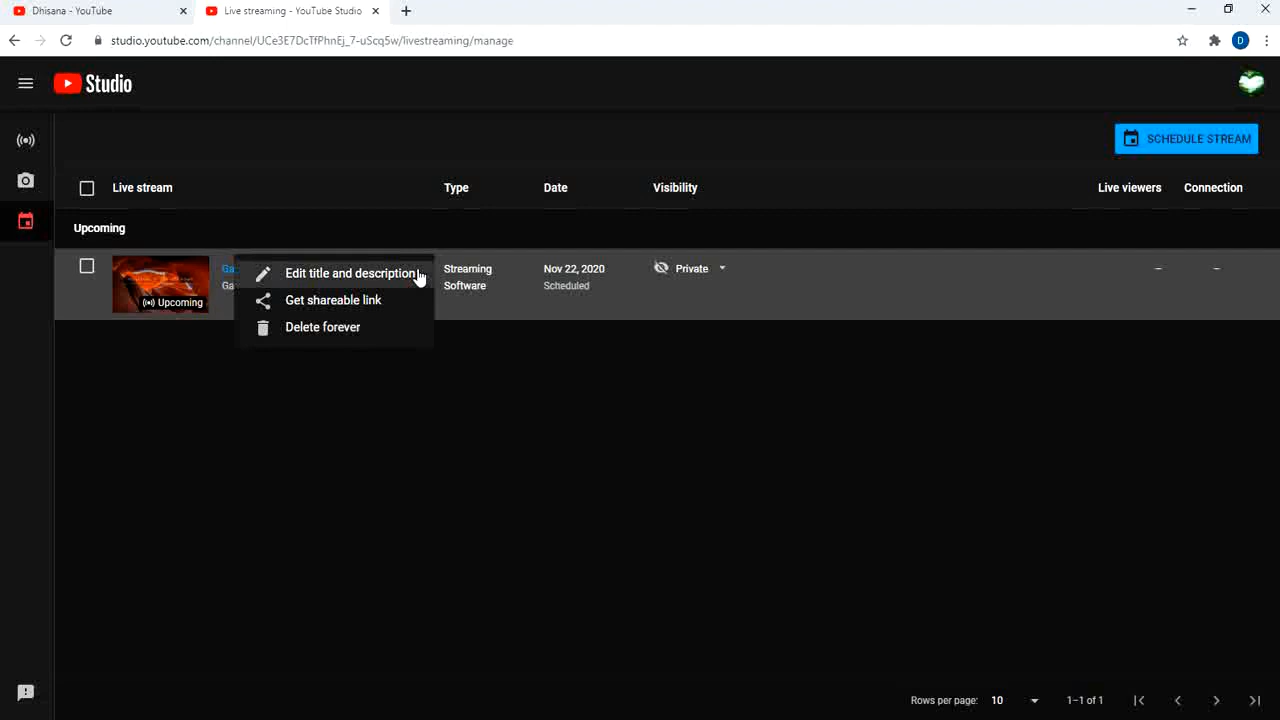 Dhisana - YouTube
Live streaming - YouTube Studio
studio.youtube.com/channel/UCe3E7DcTfPhnEj_7-uScq5w/livestreaming/manage
D
Studio
SCHEDULE STREAM
Live stream Type Date Visibility Live viewers Connection
Upcoming
Upcoming
Edit title and description
Get shareable link
Delete forever
Streaming
Software
Nov 22, 2020
Scheduled
Private
–
–
Rows per page: 10 1–1 of 1